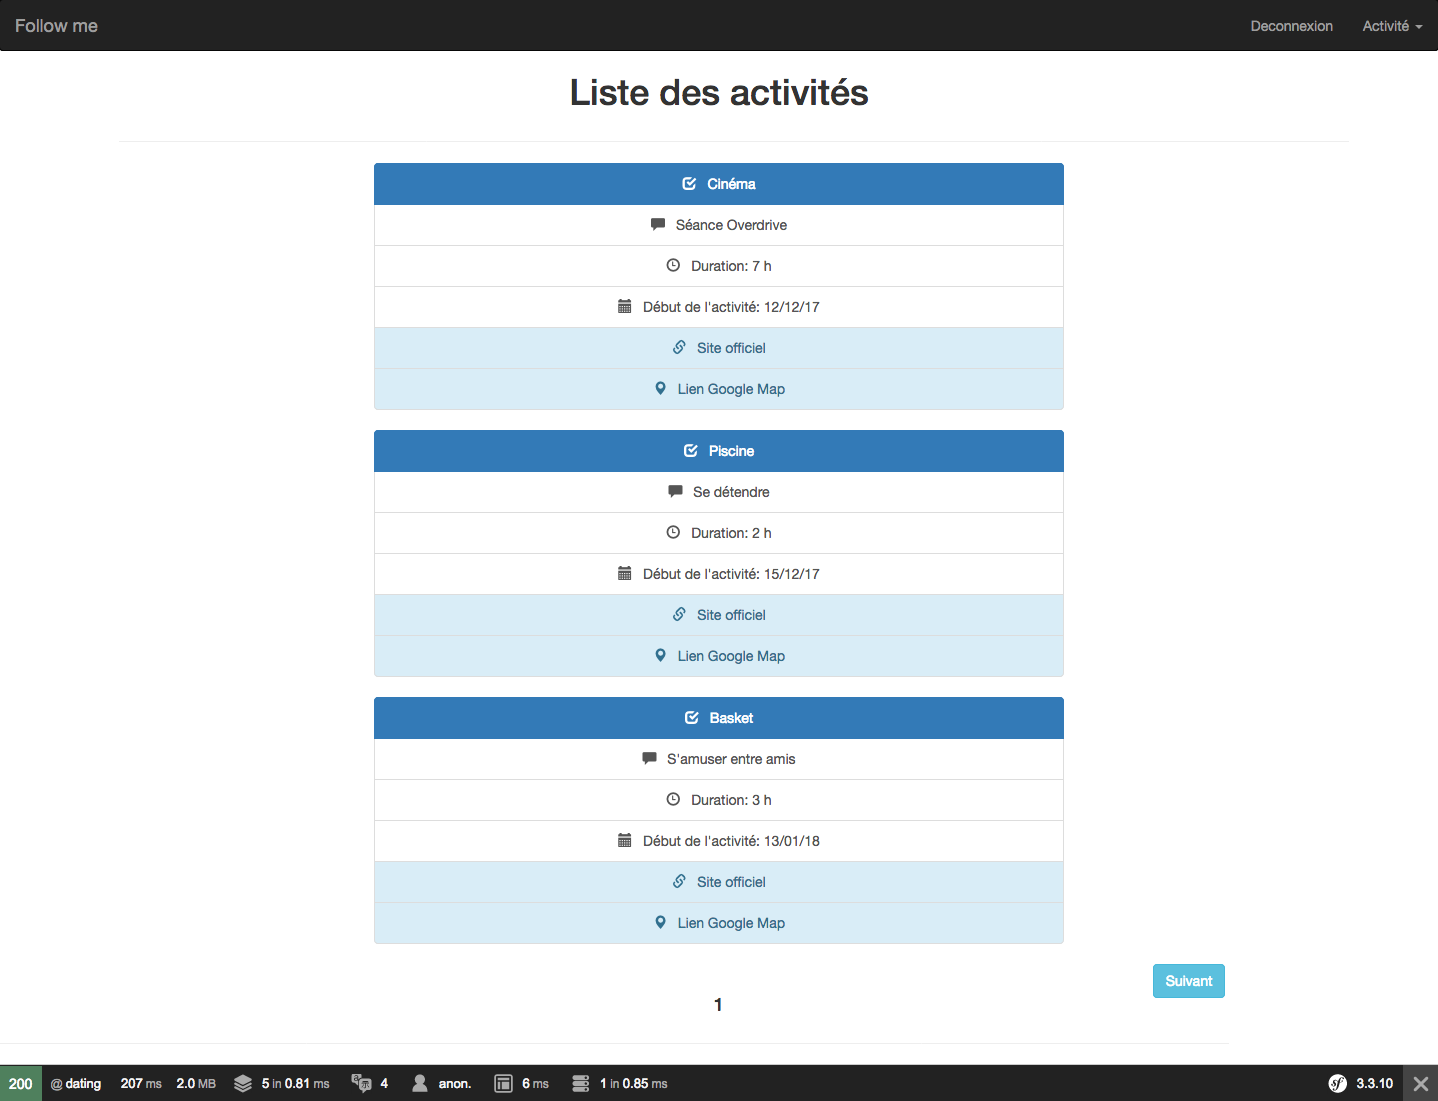 Follow me
Deconnexion
Activité
Liste des activités
Cinéma
Séance Overdrive
Duration: 7 h
Début de l'activité: 12/12/17
Site officiel
Lien Google Map
Piscine
Se détendre
Duration: 2 h
Début de l'activité: 15/12/17
Site officiel
Lien Google Map
Basket
S'amuser entre amis
Duration: 3 h
Début de l'activité: 13/01/18
Site officiel
Lien Google Map
Suivant
1
200 @ dating 207 ms 2.0 MB 5 in 0.81 ms 4 anon. 6 ms 1 in 0.85 ms sf 3.3.10